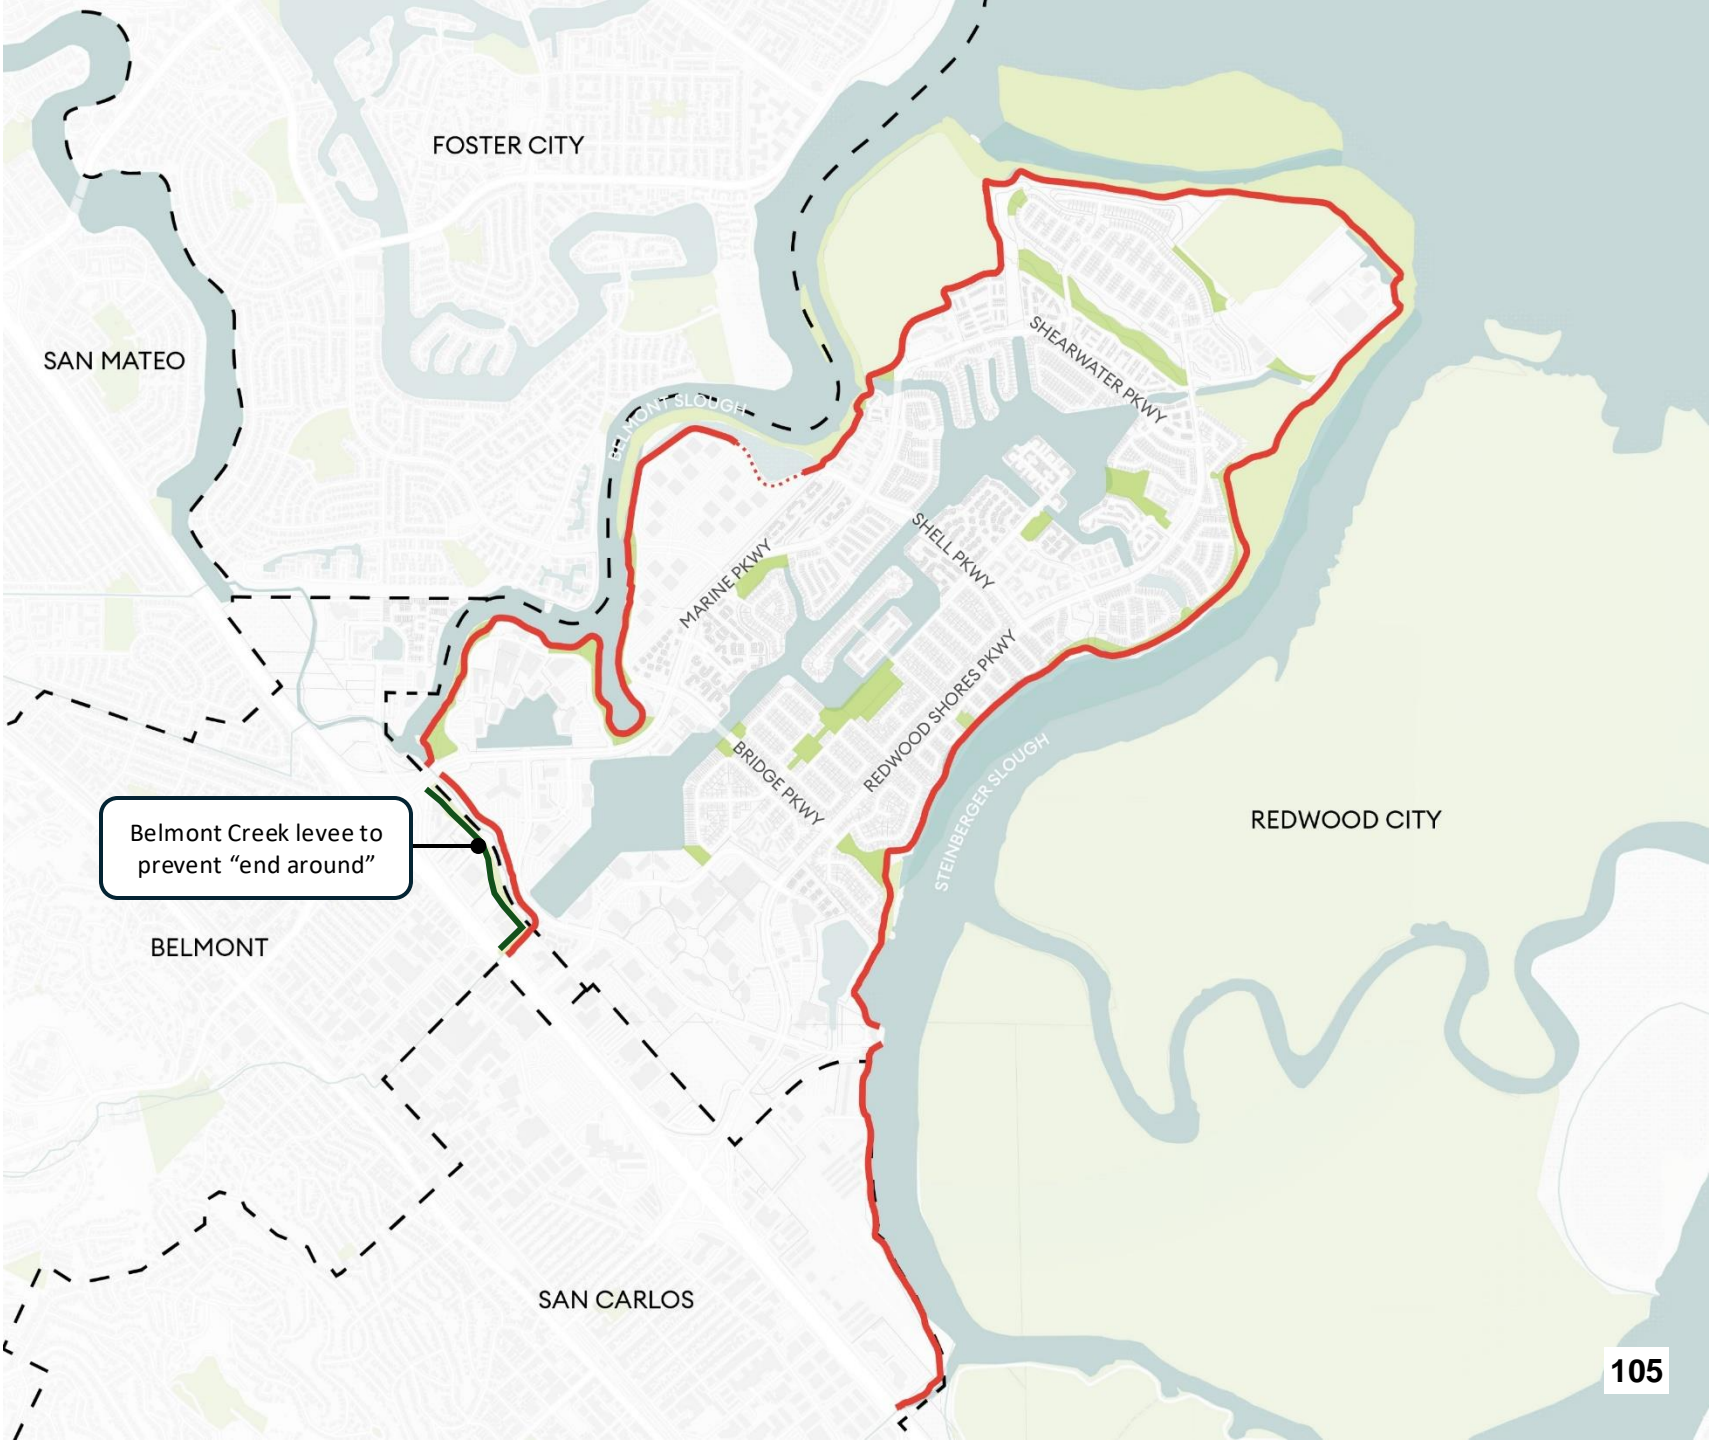 FOSTER CITY
SAN MATEO
SHEARWATER PKWY
BELMONT SLOUGH
SHELL PKWY
MARINE PKWY
REDWOOD SHORES PKWY
BRIDGE PKWY
STEINBERGER SLOUGH
REDWOOD CITY
Belmont Creek levee to
prevent “end around”
BELMONT
SAN CARLOS
105